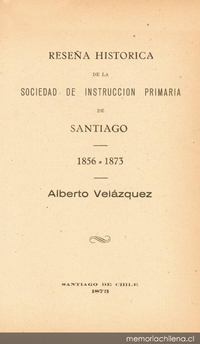 RESEÑA HISTORICA
DE LA
SOCIEDAD DE INSTRUCCION PRIMARIA
DE
SANTIAGO
1856 - 1873
Alberto Velázquez
SANTIAGO DE CHILE
1873
memoriachilena.cl